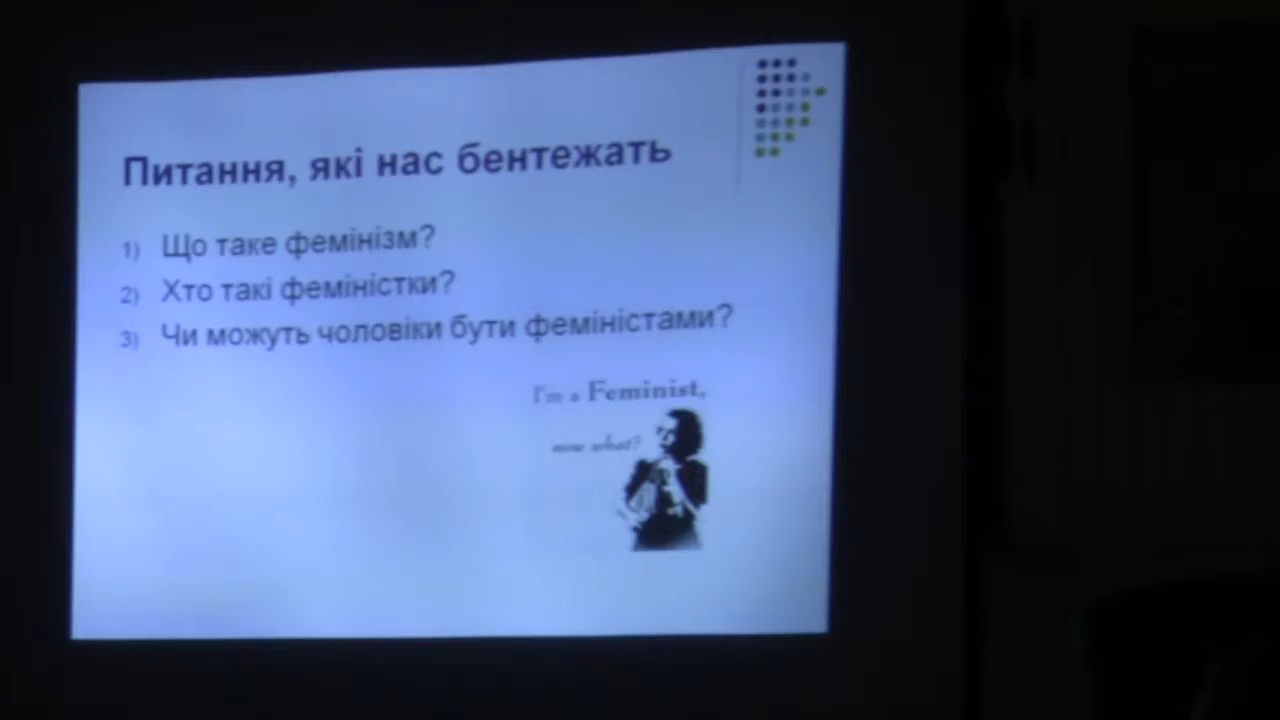 Питання, які нас бентежать
1) Що таке фемінізм?
2) Хто такі феміністки?
3) Чи можуть чоловіки бути феміністами?
I'm a Feminist,
now what?